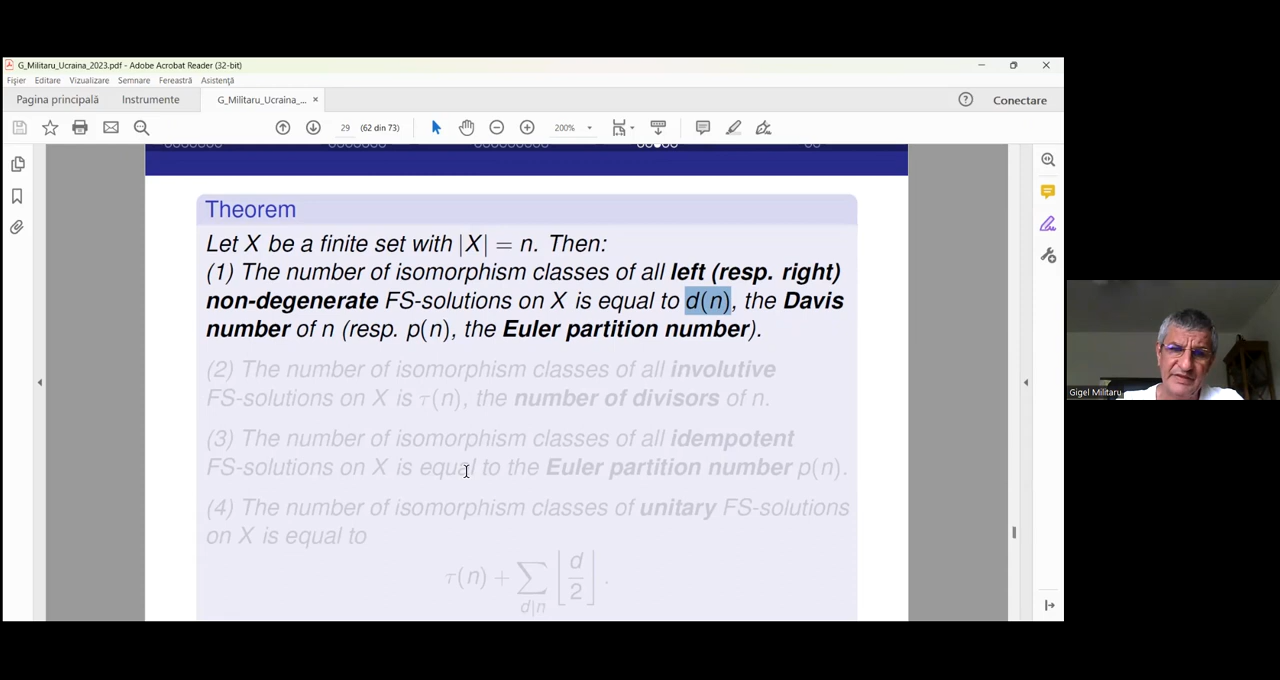 G_Militaru_Ucraina_2023.pdf - Adobe Acrobat Reader (32-bit)
Fișier Editare Vizualizare Semnare Fereastră Asistență
Pagina principală Instrumente G_Militaru_Ucraina_... × Conectare
29 (62 din 73) 200%
Theorem
Let X be a finite set with |X| = n. Then:
(1) The number of isomorphism classes of all left (resp. right)
non-degenerate FS-solutions on X is equal to d(n), the Davis
number of n (resp. p(n), the Euler partition number).
(2) The number of isomorphism classes of all involutive
FS-solutions on X is τ(n), the number of divisors of n.
(3) The number of isomorphism classes of all idempotent
FS-solutions on X is equal to the Euler partition number p(n).
(4) The number of isomorphism classes of unitary FS-solutions
on X is equal to
τ(n) + ∑_{d|n} ⌊d/2⌋.
Gigel Militaru